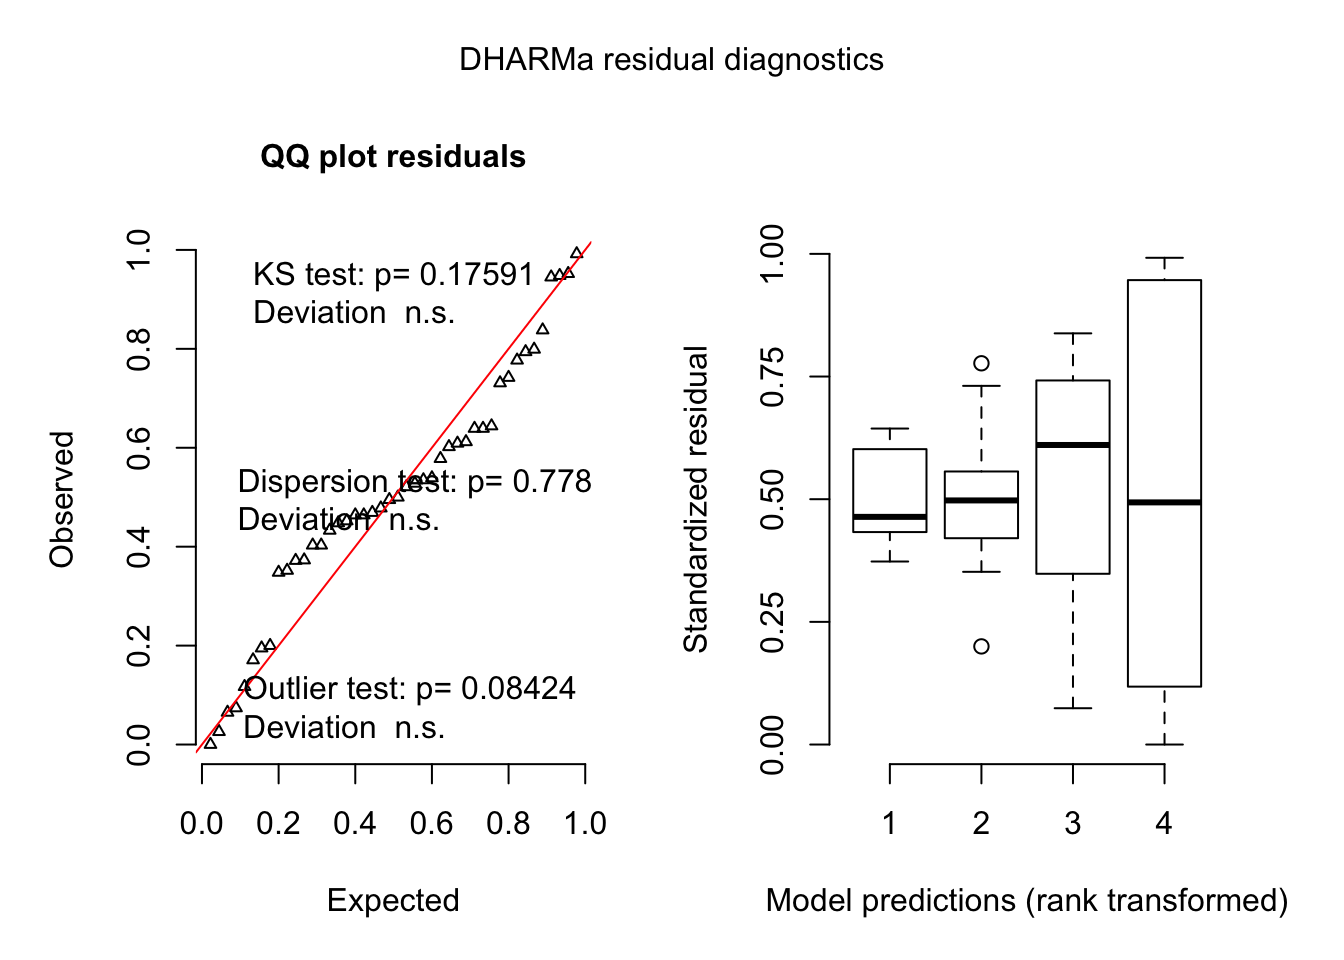 DHARMa residual diagnostics
QQ plot residuals
KS test: p= 0.17591
Deviation  n.s.
Dispersion test: p= 0.778
Deviation  n.s.
Outlier test: p= 0.08424
Deviation  n.s.
Observed
1.0
0.8
0.6
0.4
0.2
0.0
0.0 0.2 0.4 0.6 0.8 1.0
Expected
Standardized residual
1.00
0.75
0.50
0.25
0.00
1 2 3 4
Model predictions (rank transformed)